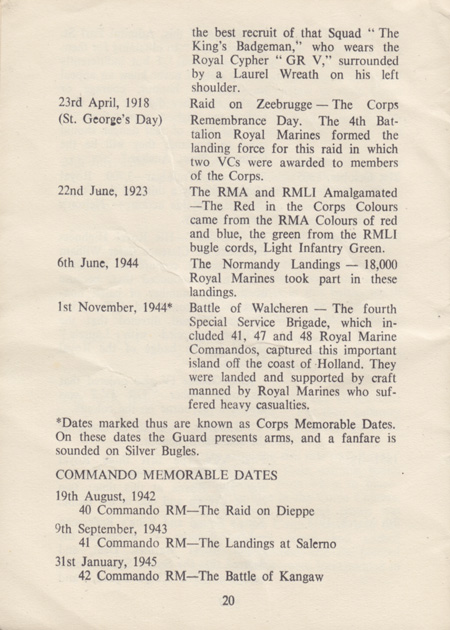 the best recruit of that Squad " The
King's Badgeman," who wears the
Royal Cypher " GR V," surrounded
by a Laurel Wreath on his left
shoulder.
23rd April, 1918 Raid on Zeebrugge — The Corps
(St. George's Day) Remembrance Day. The 4th Bat-
talion Royal Marines formed the
landing force for this raid in which
two VCs were awarded to members
of the Corps.
22nd June, 1923 The RMA and RMLI Amalgamated
—The Red in the Corps Colours
came from the RMA Colours of red
and blue, the green from the RMLI
bugle cords, Light Infantry Green.
6th June, 1944 The Normandy Landings — 18,000
Royal Marines took part in these
landings.
1st November, 1944* Battle of Walcheren — The fourth
Special Service Brigade, which in-
cluded 41, 47 and 48 Royal Marine
Commandos, captured this important
island off the coast of Holland. They
were landed and supported by craft
manned by Royal Marines who suf-
fered heavy casualties.
*Dates marked thus are known as Corps Memorable Dates.
On these dates the Guard presents arms, and a fanfare is
sounded on Silver Bugles.
COMMANDO MEMORABLE DATES
19th August, 1942
40 Commando RM—The Raid on Dieppe
9th September, 1943
41 Commando RM—The Landings at Salerno
31st January, 1945
42 Commando RM—The Battle of Kangaw
20